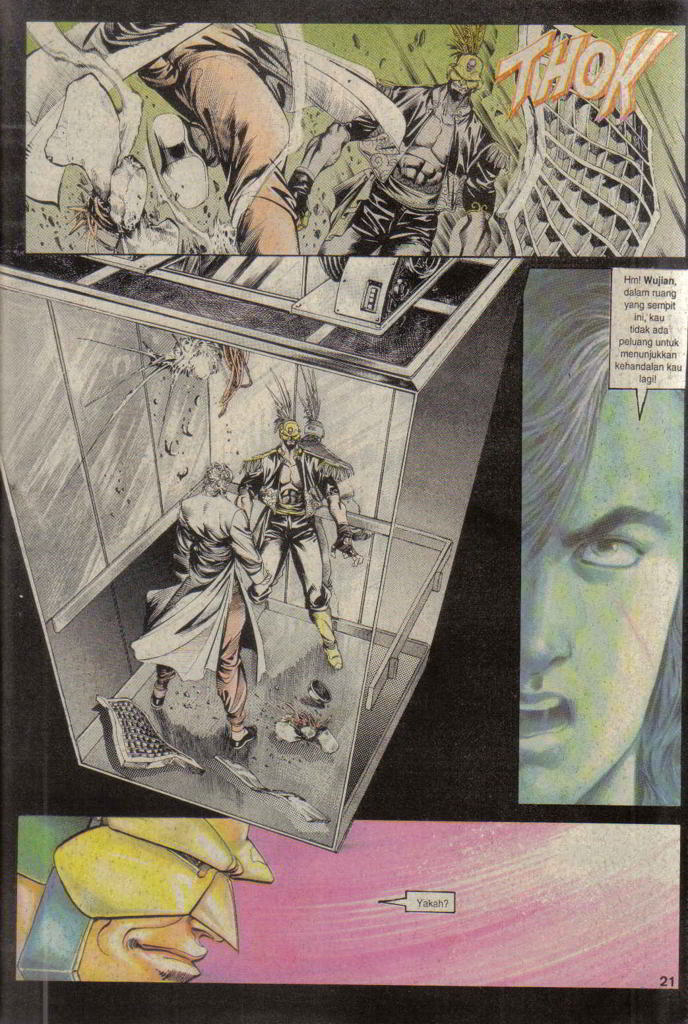 THOK
Hm! Wujian,
dalam ruang
yang sempit
ini, kau
tidak ada
peluang untuk
menunjukkan
kehandalan kau
lagi!
Yakah?
21